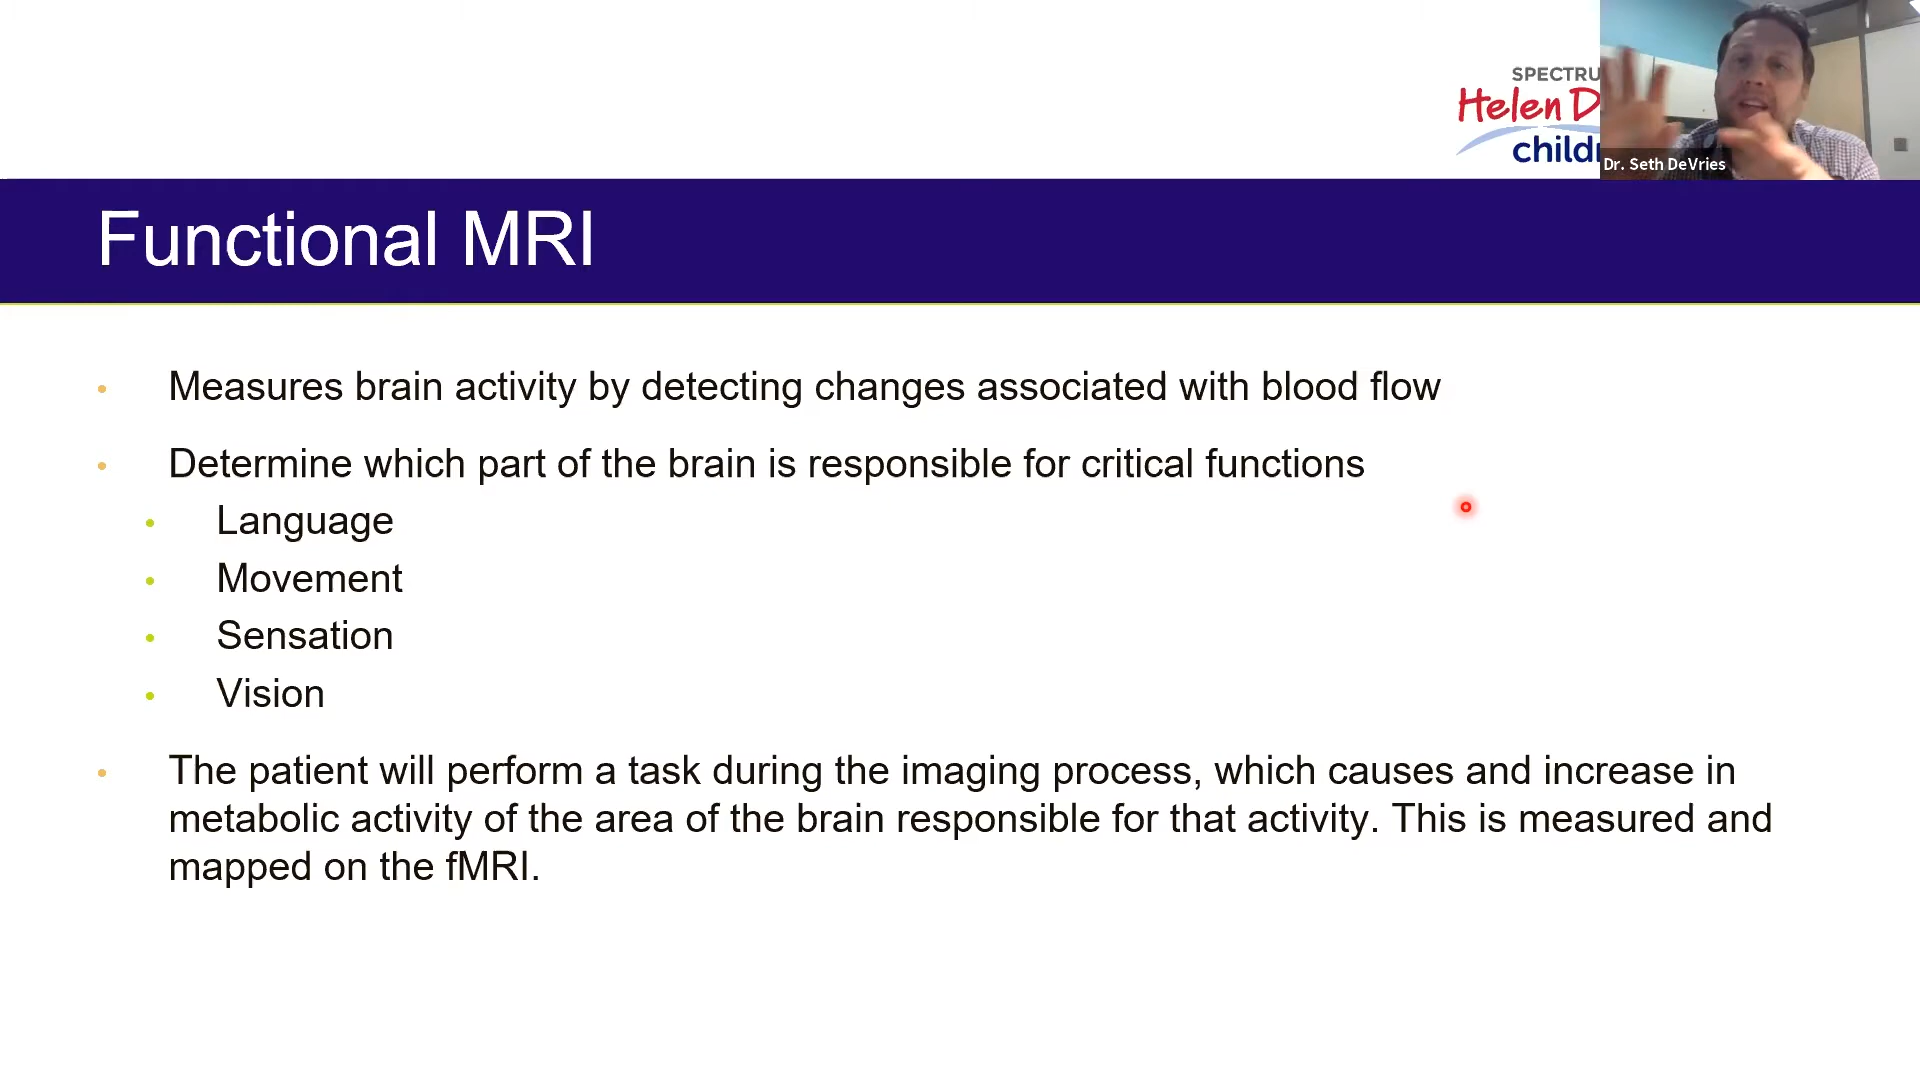 SPECTRU
Helen D
childr
Dr. Seth DeVries
Functional MRI
• Measures brain activity by detecting changes associated with blood flow
• Determine which part of the brain is responsible for critical functions
• Language
• Movement
• Sensation
• Vision
• The patient will perform a task during the imaging process, which causes and increase in
metabolic activity of the area of the brain responsible for that activity. This is measured and
mapped on the fMRI.